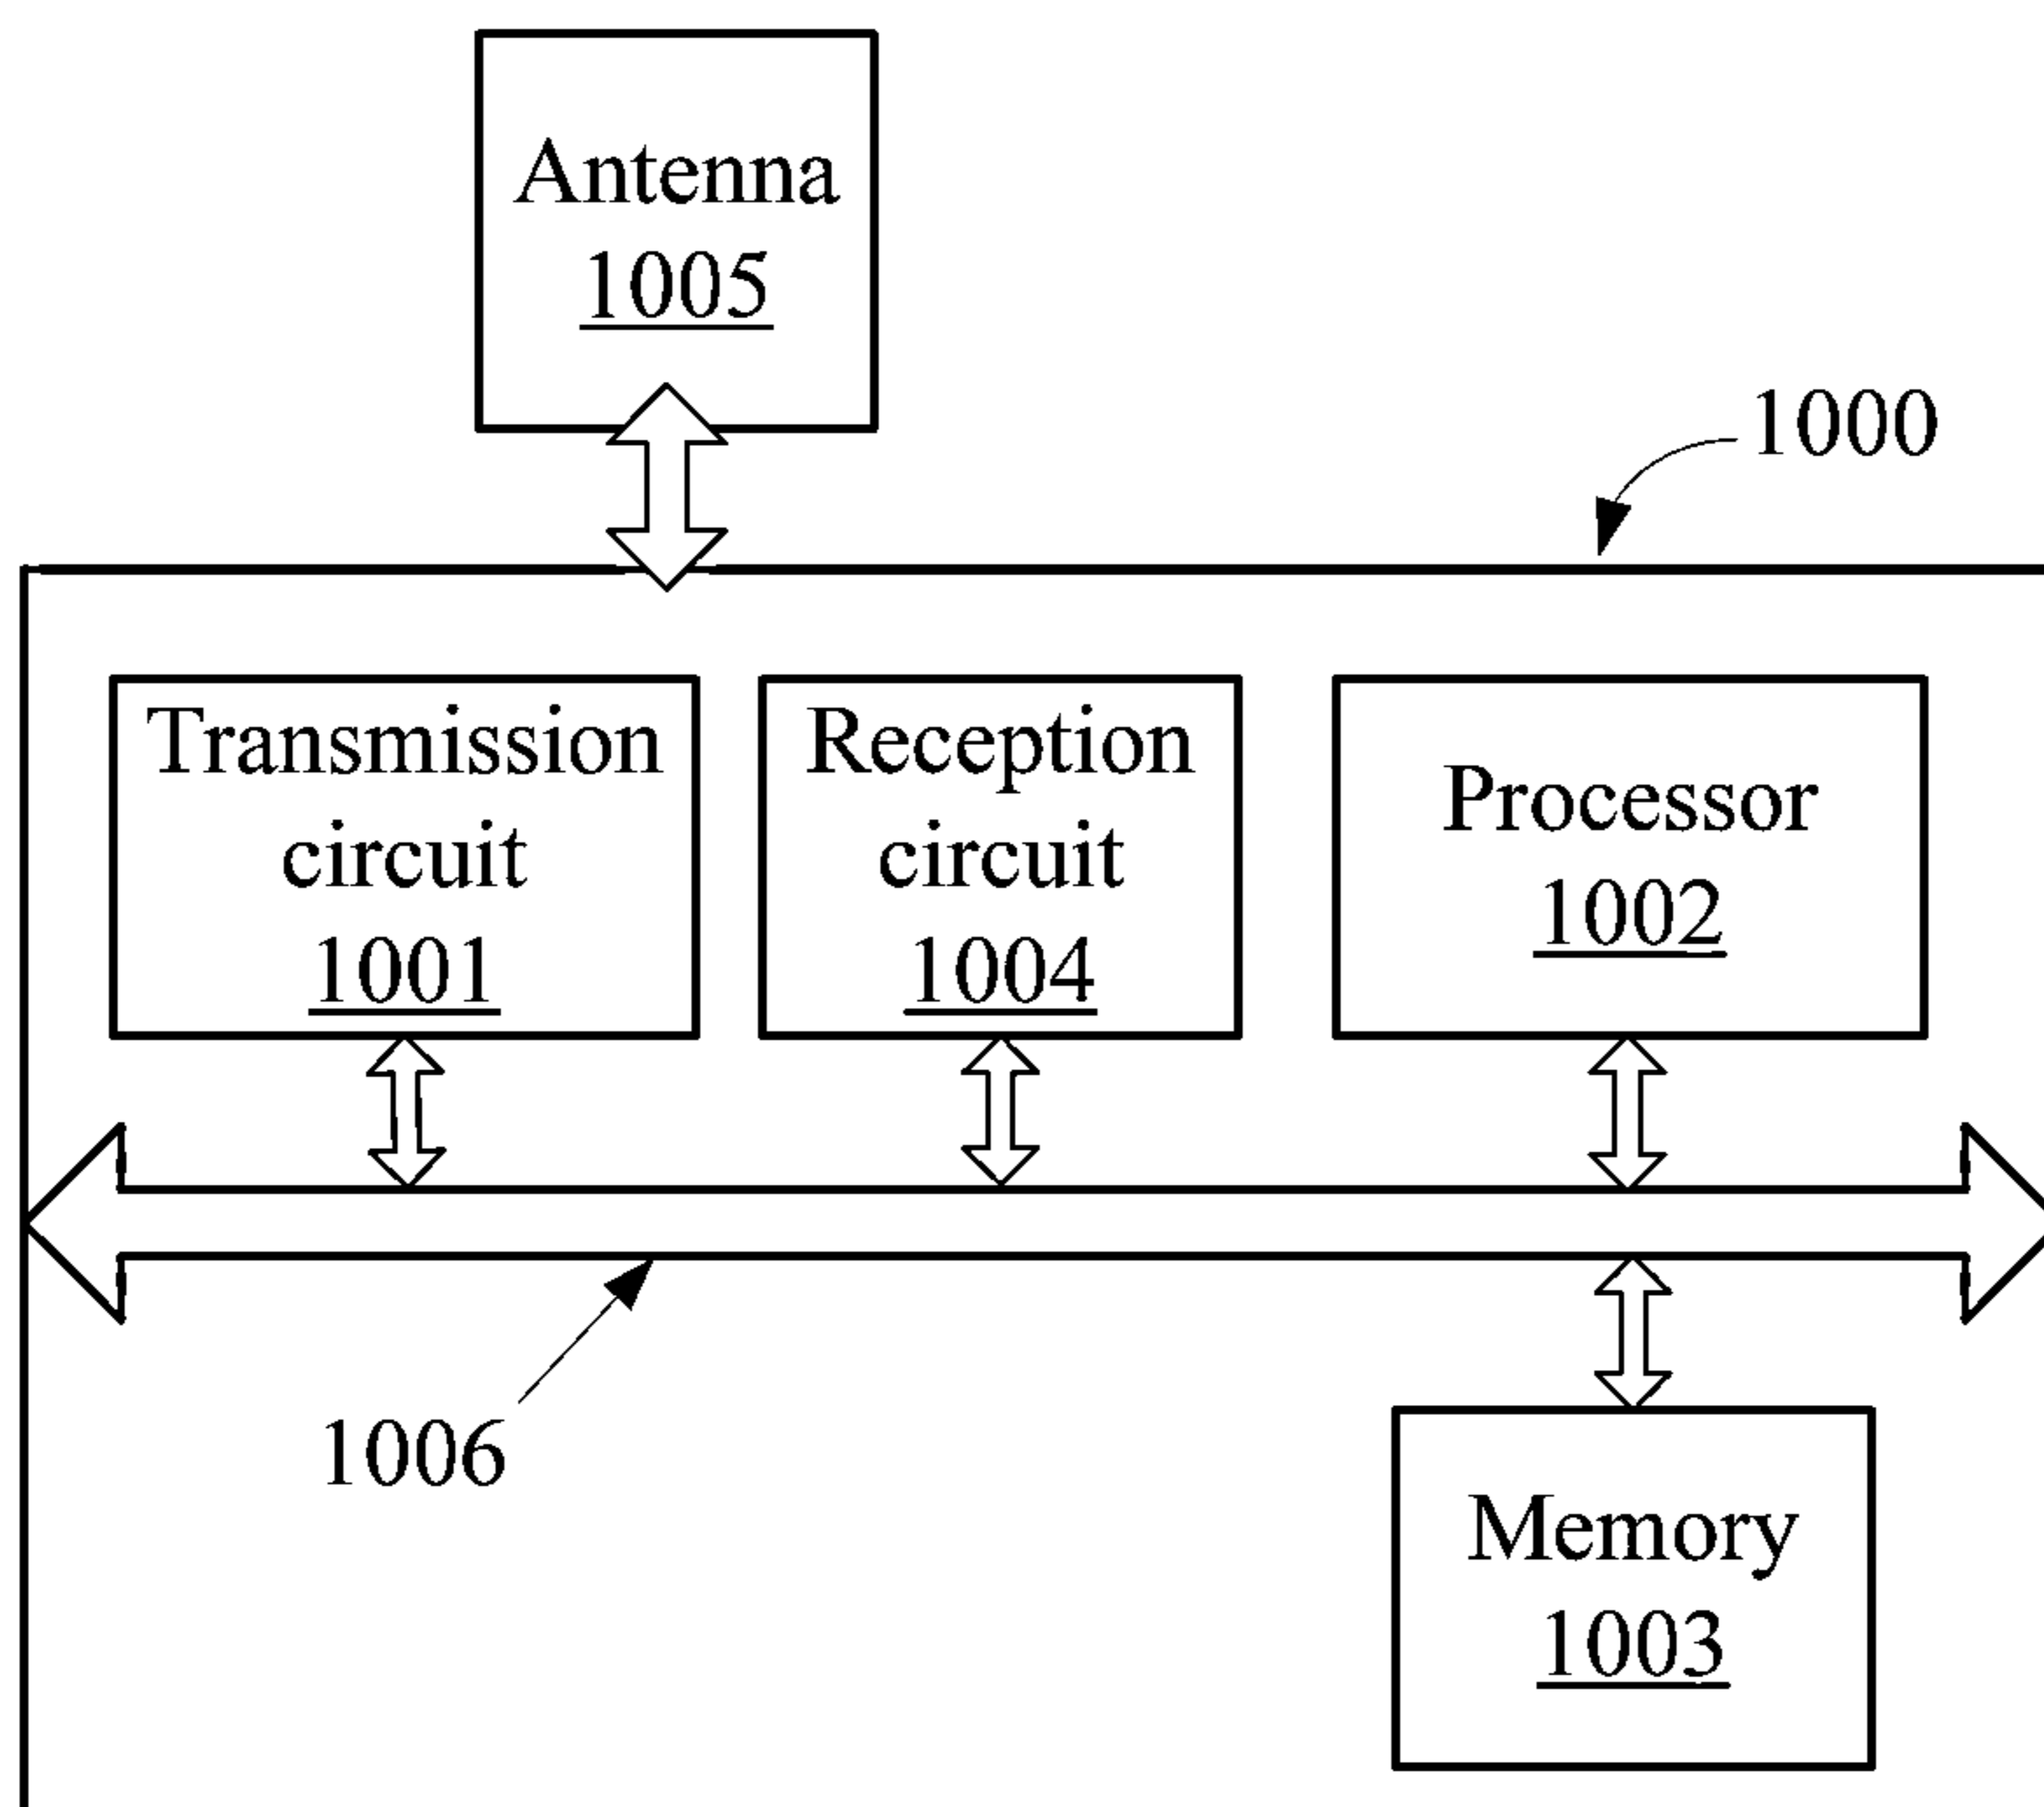 Antenna
1005
1000
Transmission
circuit
1001
Reception
circuit
1004
Processor
1002
1006
Memory
1003